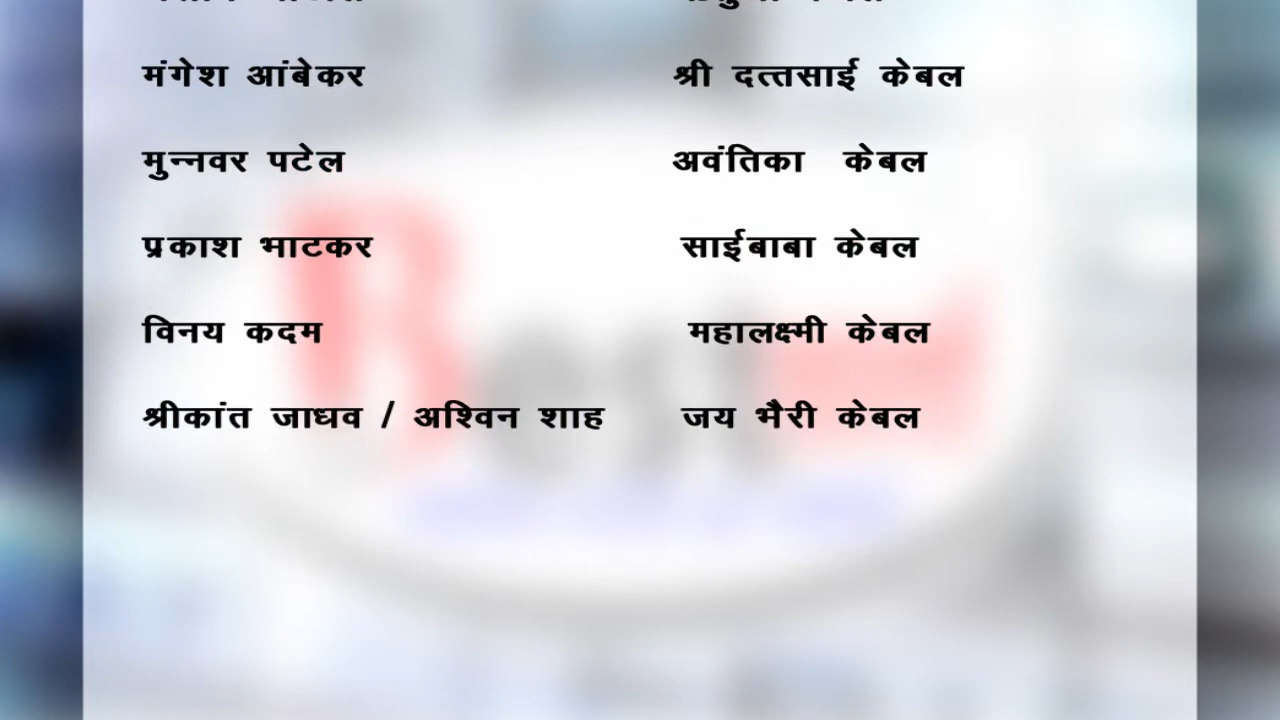 मंगेश आंबेकर श्री दत्तसाई केबल
मुन्नवर पटेल अवंतिका केबल
प्रकाश भाटकर साईबाबा केबल
विनय कदम महालक्ष्मी केबल
श्रीकांत जाधव / अश्विन शाह जय भैरी केबल